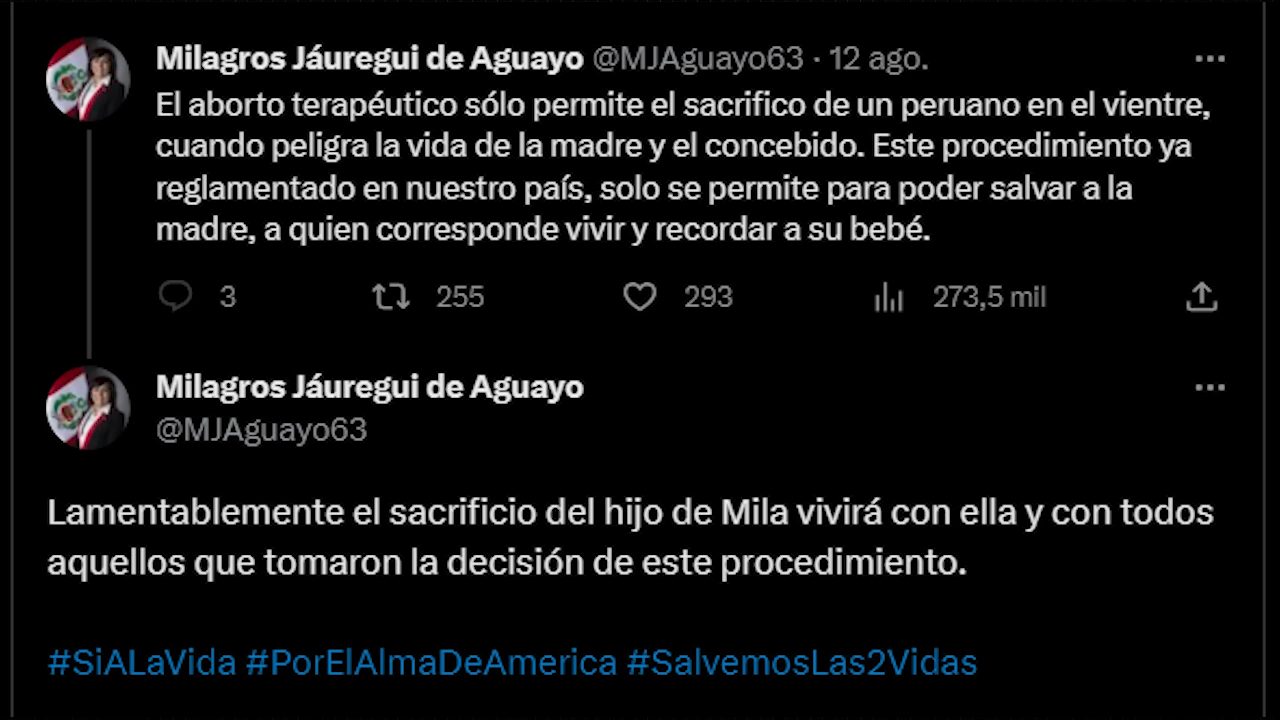 Milagros Jáuregui de Aguayo @MJAguayo63 · 12 ago.
El aborto terapéutico sólo permite el sacrifico de un peruano en el vientre,
cuando peligra la vida de la madre y el concebido. Este procedimiento ya
reglamentado en nuestro país, solo se permite para poder salvar a la
madre, a quien corresponde vivir y recordar a su bebé.
3 255 293 273,5 mil
Milagros Jáuregui de Aguayo
@MJAguayo63
Lamentablemente el sacrificio del hijo de Mila vivirá con ella y con todos
aquellos que tomaron la decisión de este procedimiento.
#SiALaVida #PorElAlmaDeAmerica #SalvemosLas2Vidas